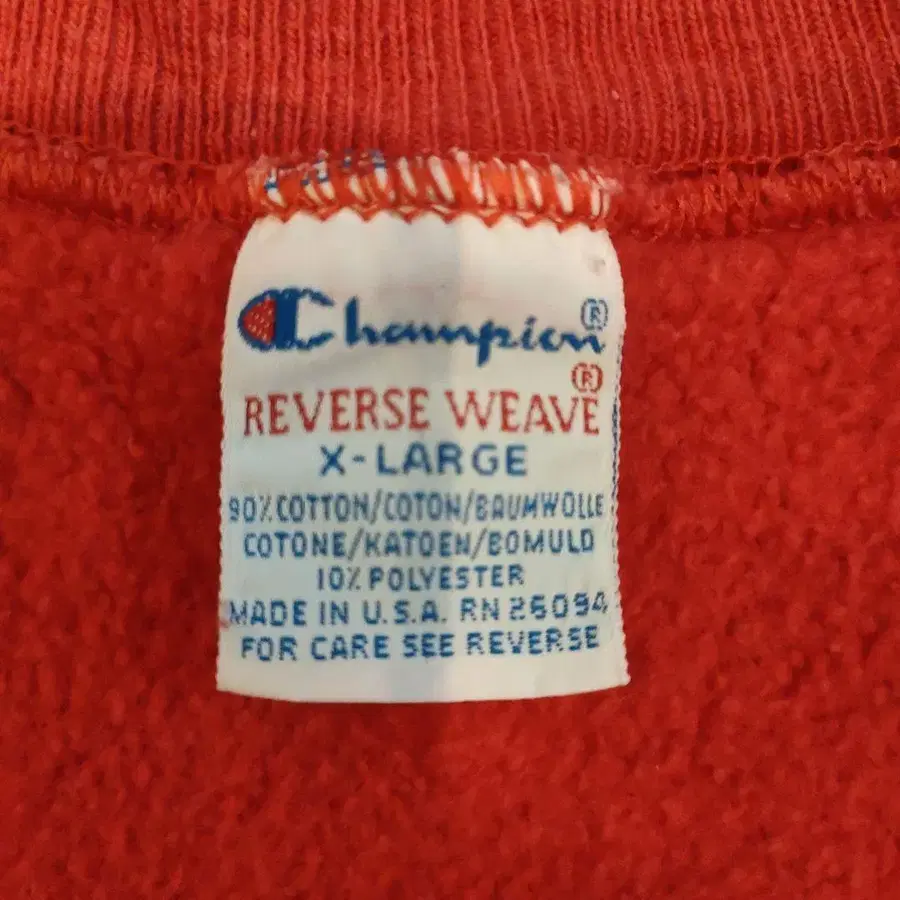 Champion®
REVERSE WEAVE®
X-LARGE
90% COTTON/COTON/BAUMWOLLE
COTONE/KATOEN/BOMULD
10% POLYESTER
MADE IN U.S.A. RN 26094
FOR CARE SEE REVERSE